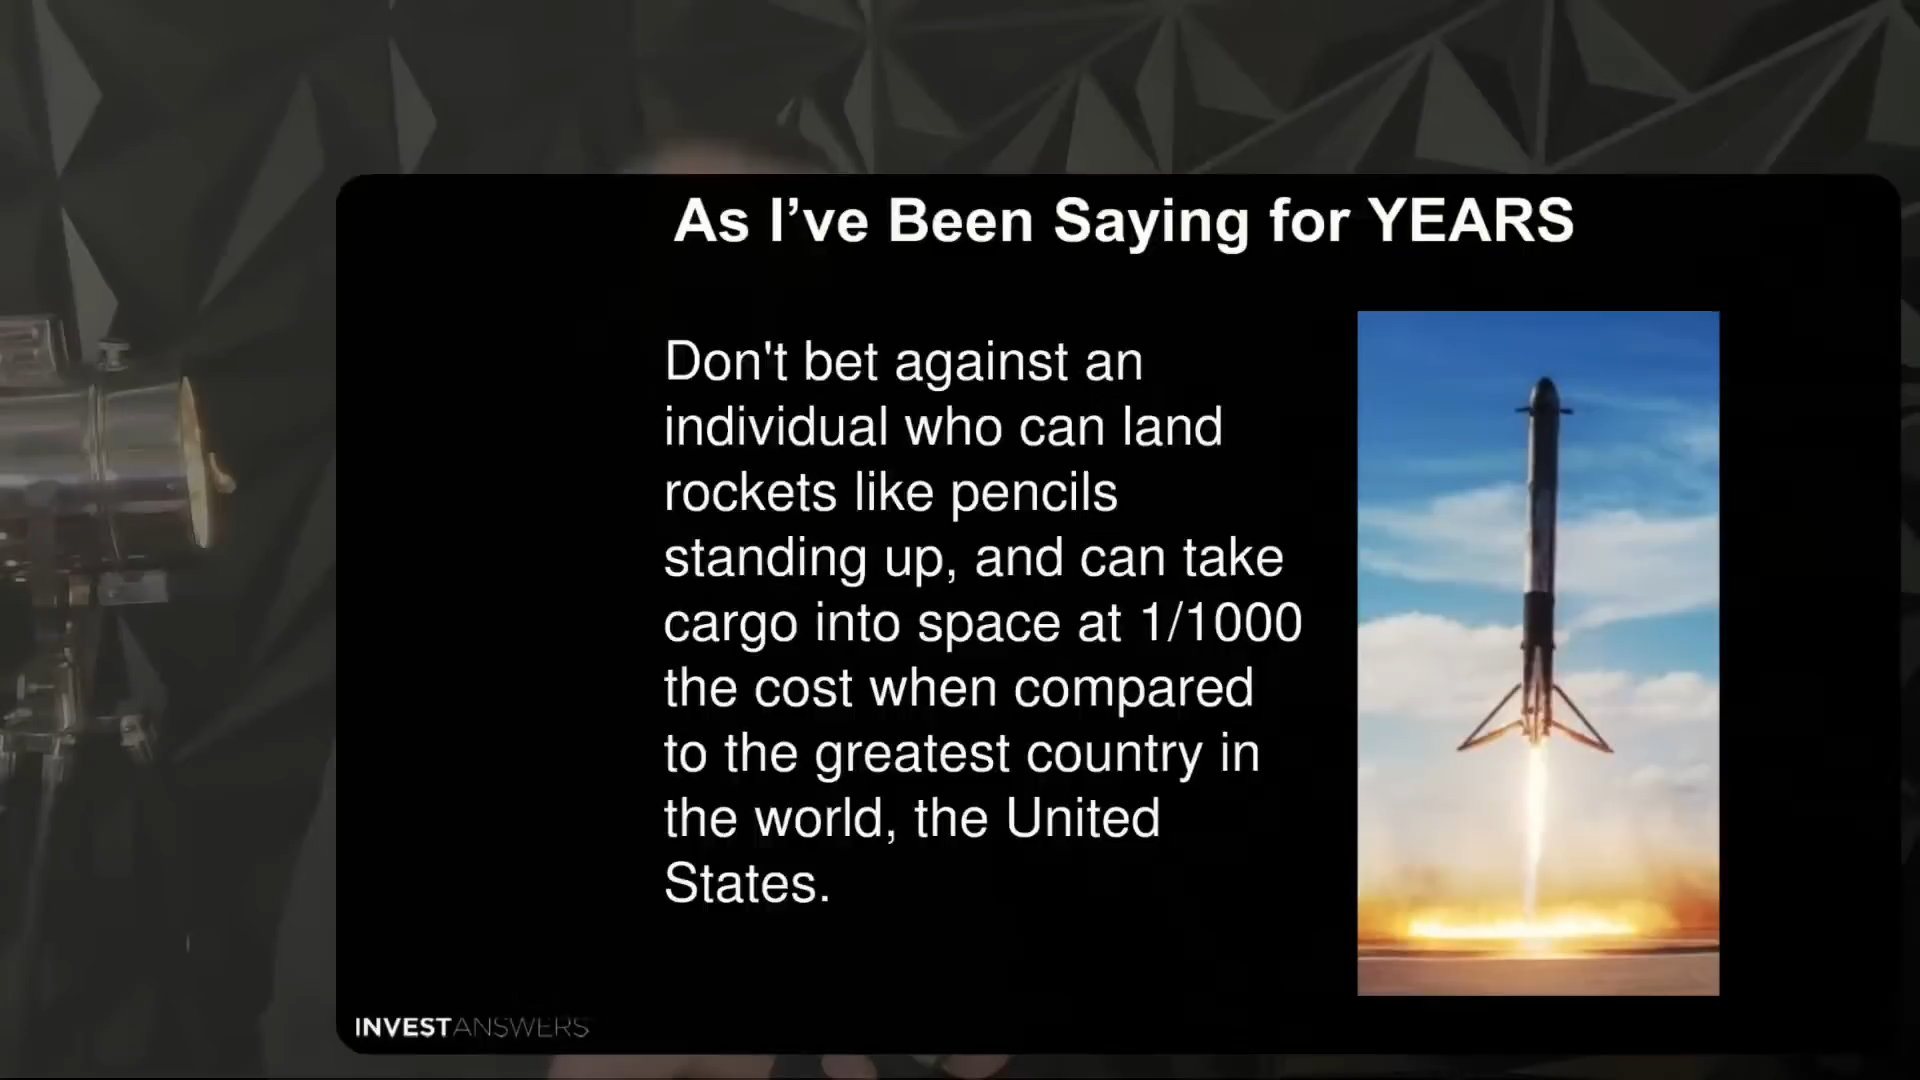 As I’ve Been Saying for YEARS
Don't bet against an
individual who can land
rockets like pencils
standing up, and can take
cargo into space at 1/1000
the cost when compared
to the greatest country in
the world, the United
States.
INVESTANSWERS